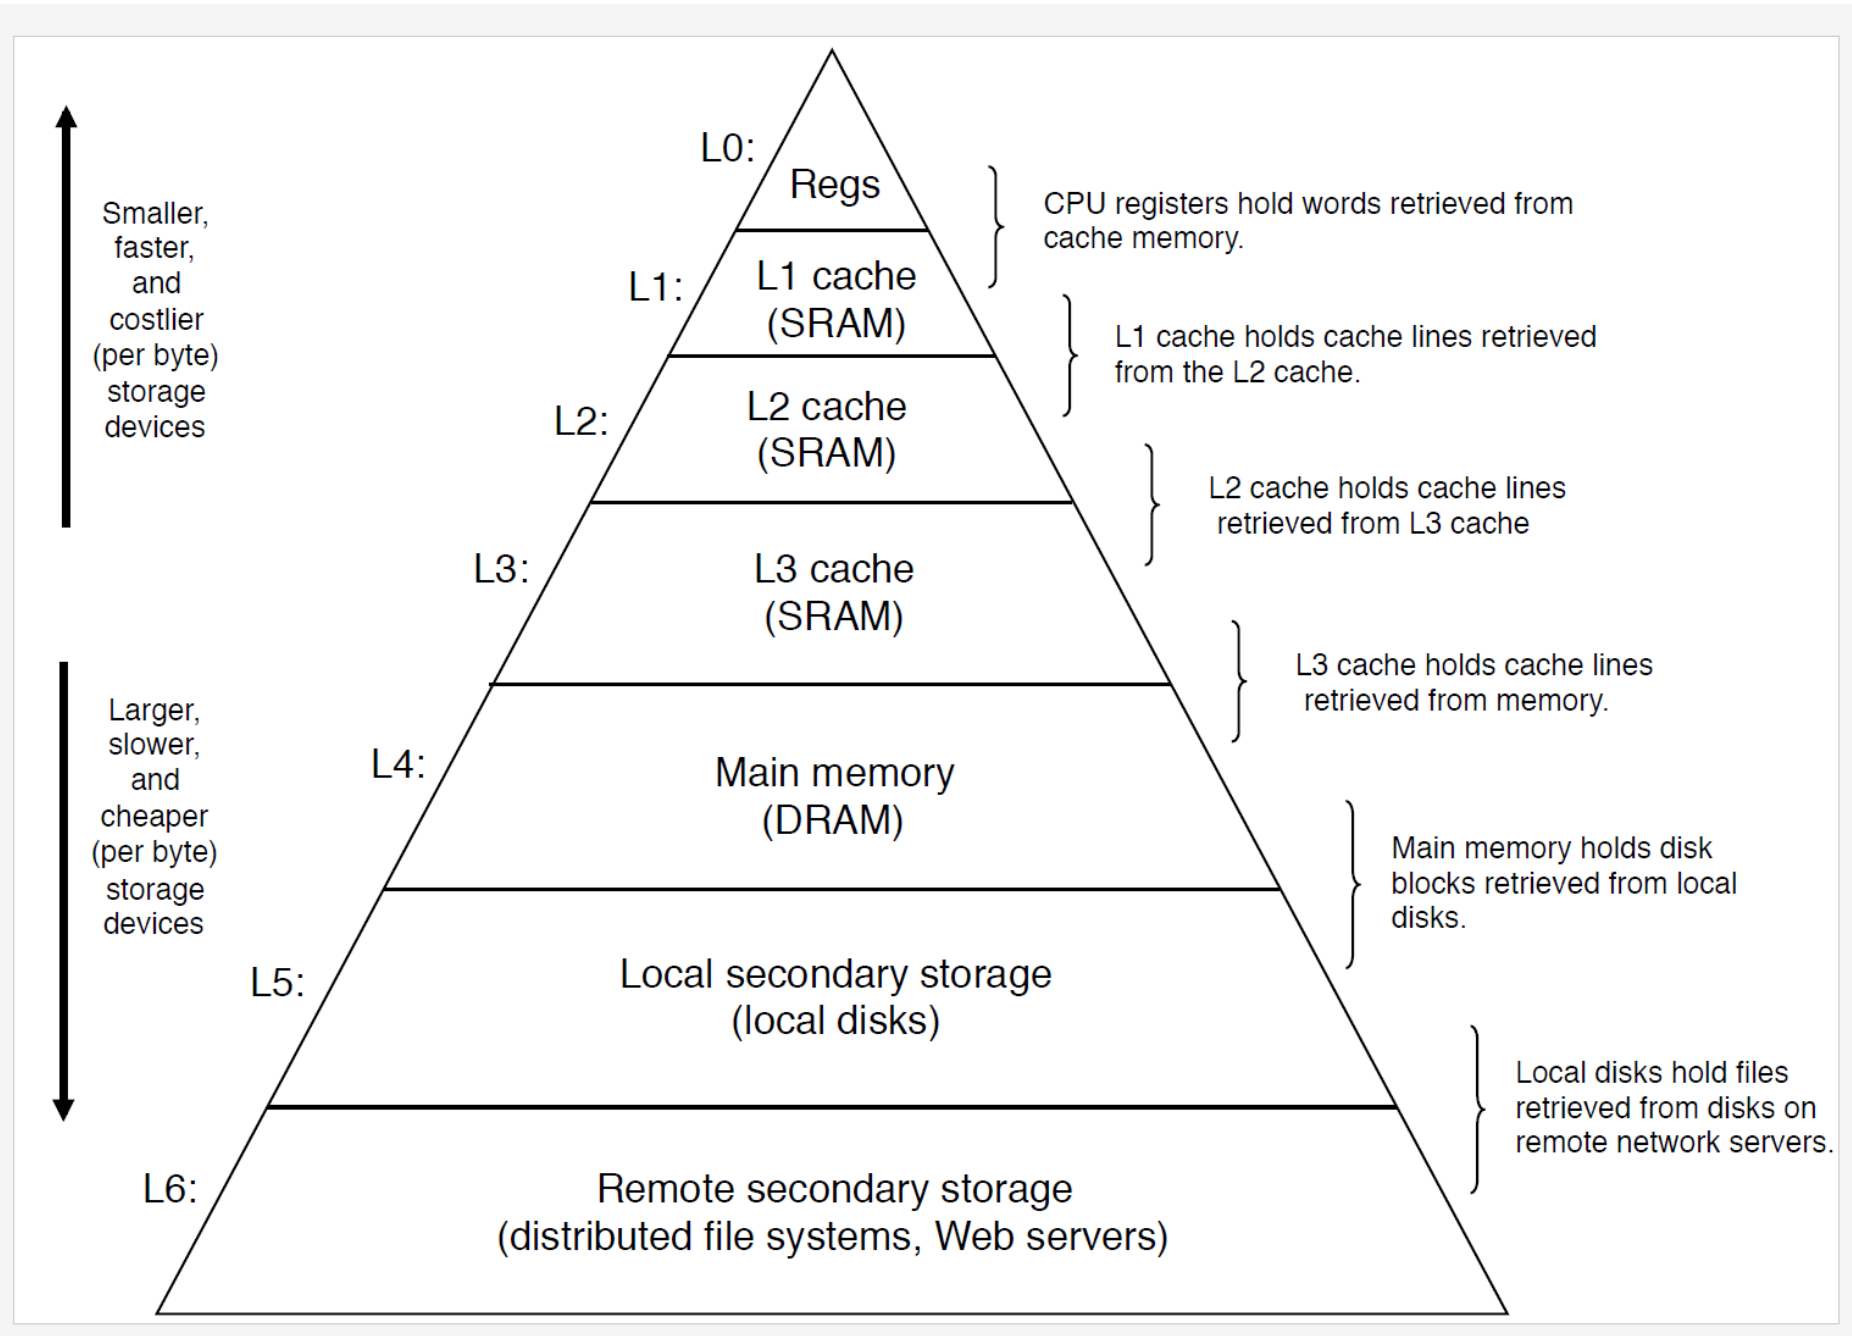 L0:
Regs
CPU registers hold words retrieved from
cache memory.
Smaller,
faster,
and
costlier
(per byte)
storage
devices
L1:
L1 cache
(SRAM)
L1 cache holds cache lines retrieved
from the L2 cache.
L2:
L2 cache
(SRAM)
L2 cache holds cache lines
retrieved from L3 cache
L3:
L3 cache
(SRAM)
L3 cache holds cache lines
retrieved from memory.
Larger,
slower,
and
cheaper
(per byte)
storage
devices
L4:
Main memory
(DRAM)
Main memory holds disk
blocks retrieved from local
disks.
L5:
Local secondary storage
(local disks)
Local disks hold files
retrieved from disks on
remote network servers.
L6:
Remote secondary storage
(distributed file systems, Web servers)